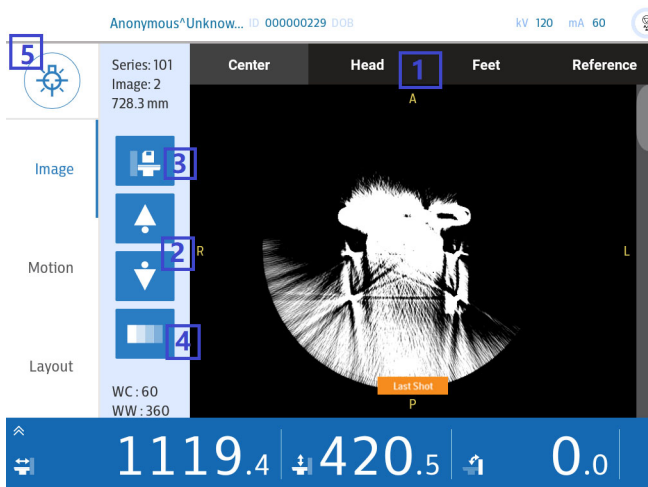 Anonymous^Unknow... ID 000000229 DOB kV 120 mA 60
5
Series: 101
Image: 2
728.3 mm
Center Head 1 Feet Reference
A
Image
3
R
2
L
Motion
4
Layout
Last Shot
WC : 60
WW : 360
P
1119.4 420.5 0.0